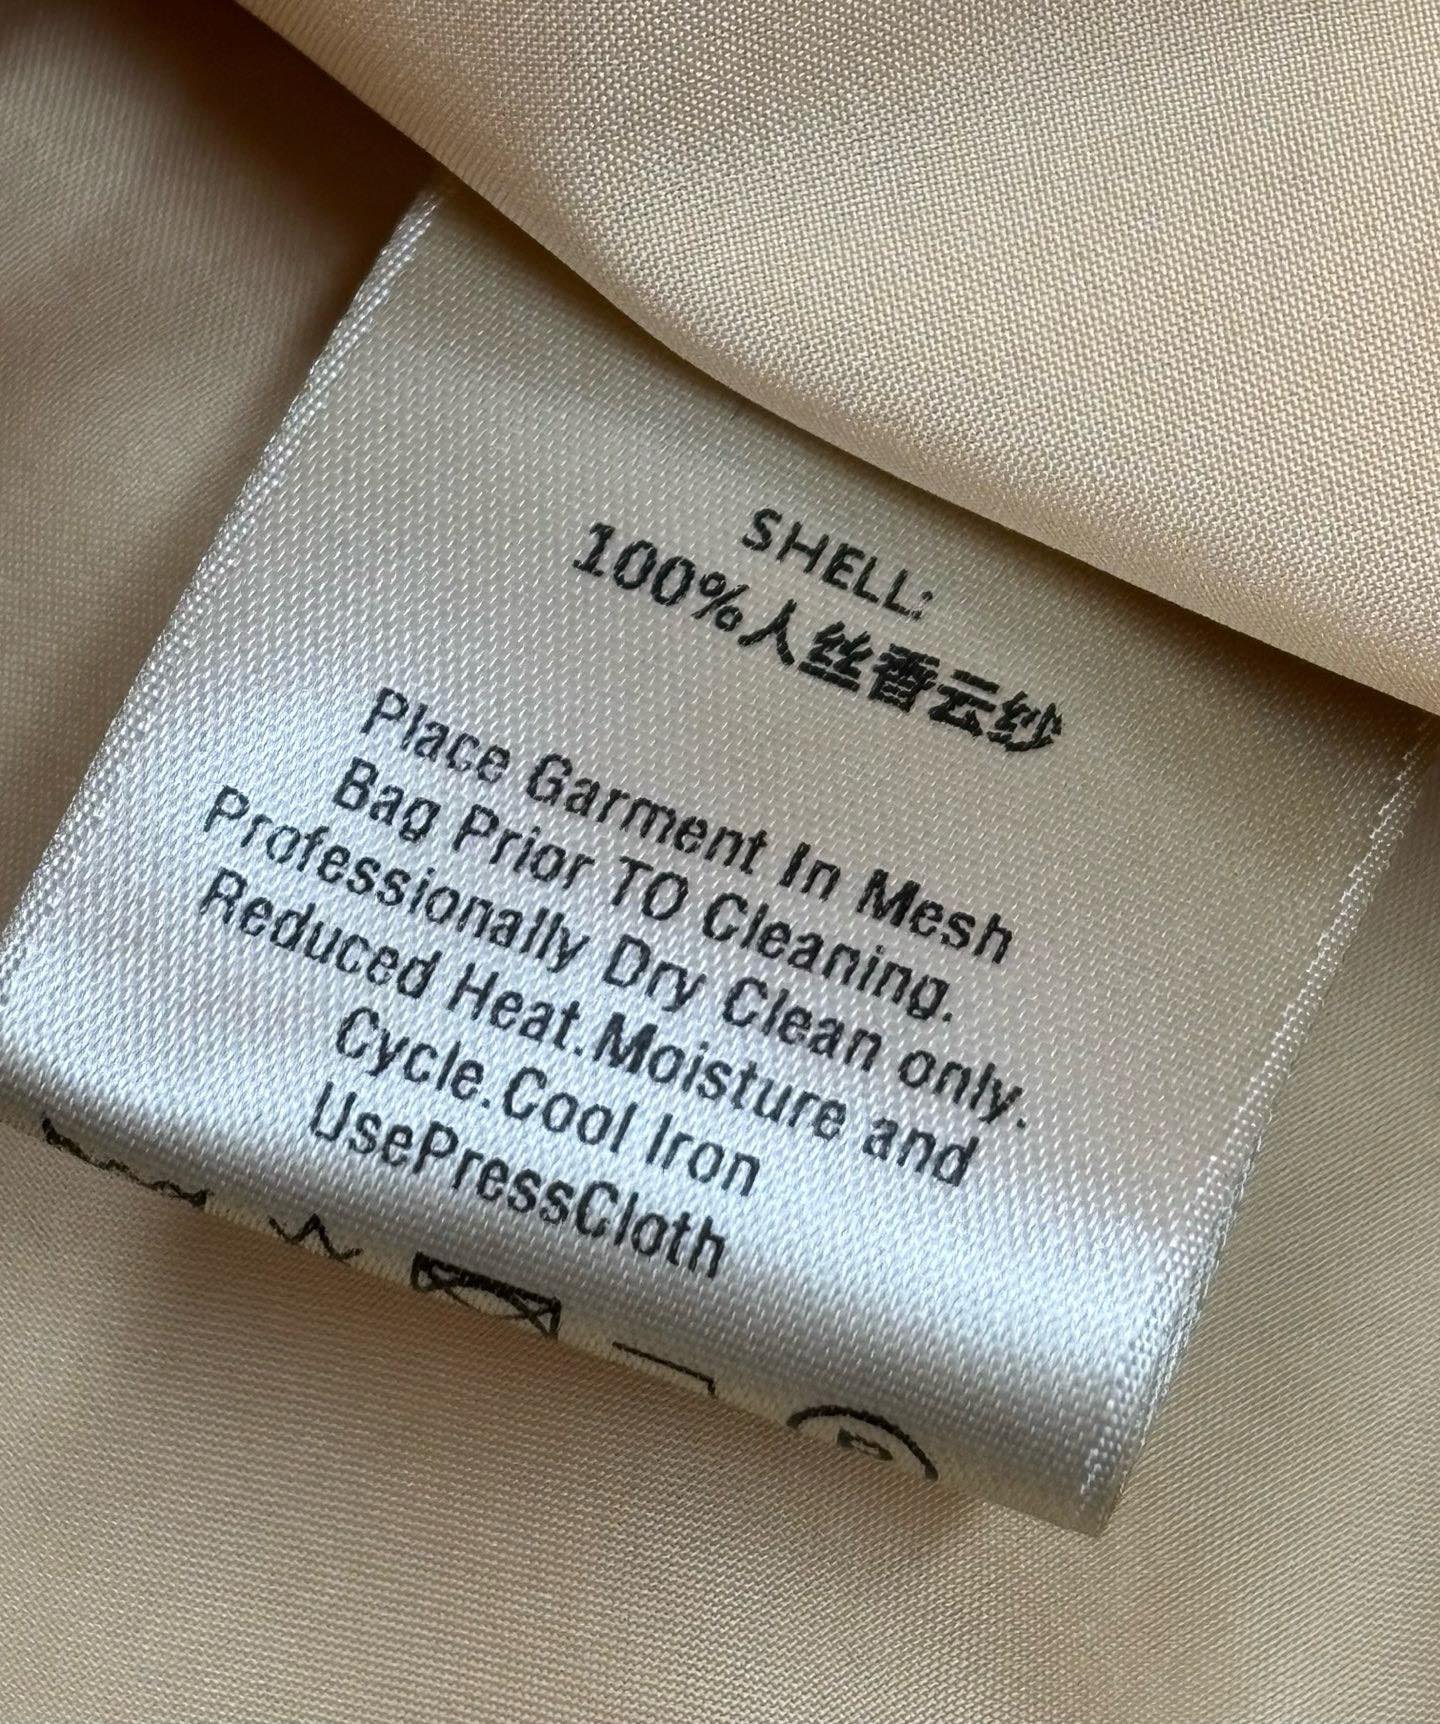 SHELL:
100%人丝香云纱
Place Garment In Mesh
Bag Prior TO Cleaning.
Professionally Dry Clean only.
Reduced Heat.Moisture and
Cycle.Cool Iron
UsePressCloth